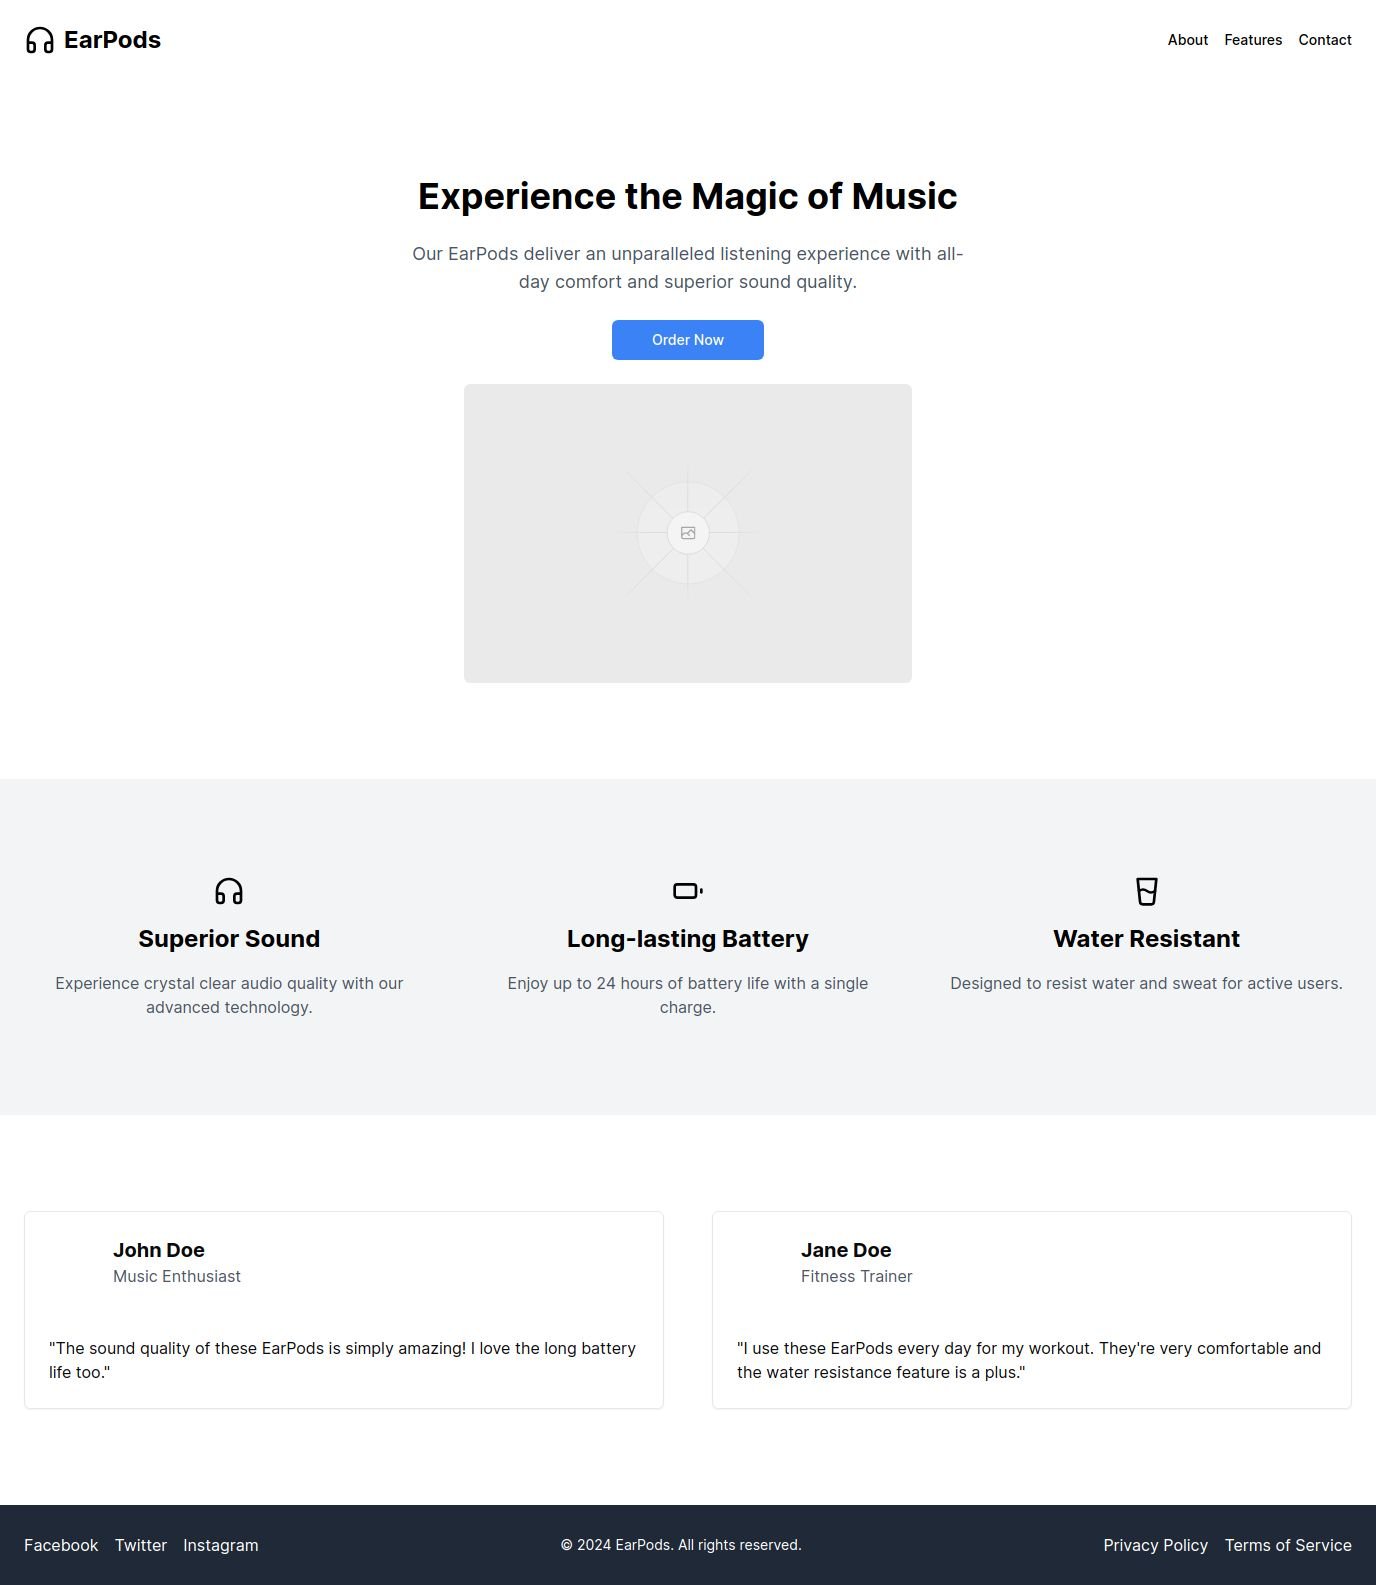 EarPods
About Features Contact
Experience the Magic of Music
Our EarPods deliver an unparalleled listening experience with all-
day comfort and superior sound quality.
Order Now
Superior Sound
Experience crystal clear audio quality with our
advanced technology.
Long-lasting Battery
Enjoy up to 24 hours of battery life with a single
charge.
Water Resistant
Designed to resist water and sweat for active users.
John Doe
Music Enthusiast
"The sound quality of these EarPods is simply amazing! I love the long battery
life too."
Jane Doe
Fitness Trainer
"I use these EarPods every day for my workout. They're very comfortable and
the water resistance feature is a plus."
Facebook Twitter Instagram
© 2024 EarPods. All rights reserved.
Privacy Policy Terms of Service